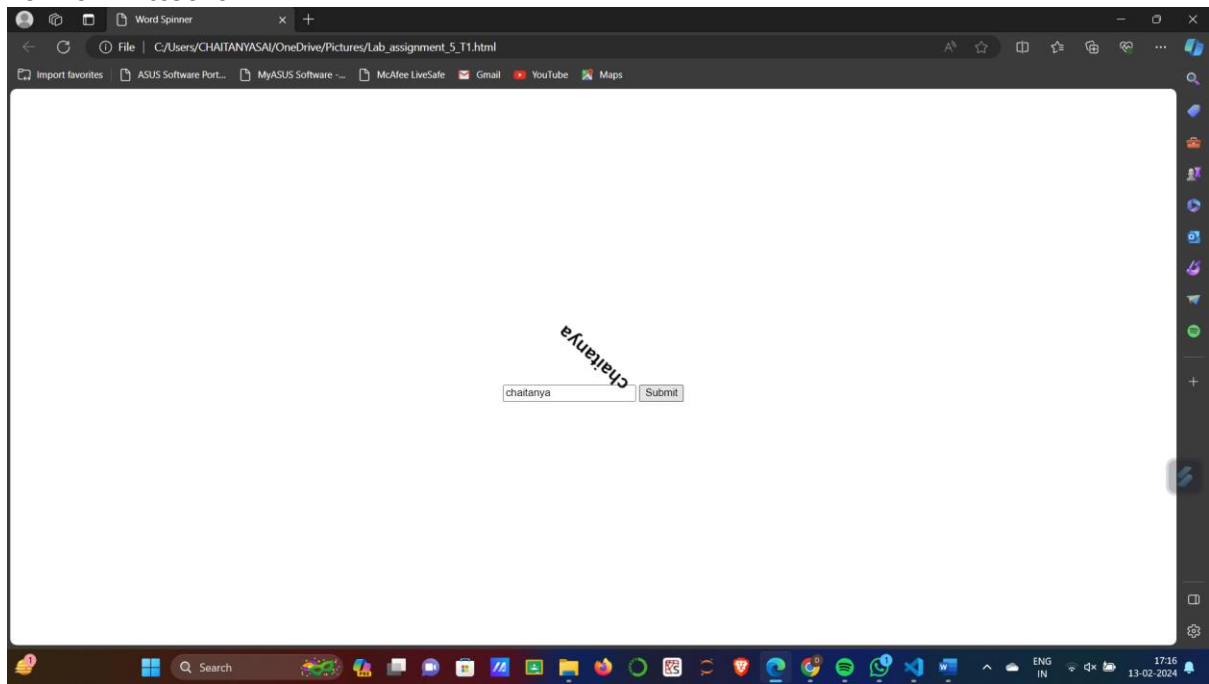 Word Spinner
File | C:/Users/CHAITANYASAI/OneDrive/Pictures/Lab_assignment_5_T1.html
Import favorites ASUS Software Port... MyASUS Software -... McAfee LiveSafe Gmail YouTube Maps
chaitanya
chaitanya Submit
Search ENG 17:16
IN 13-02-2024